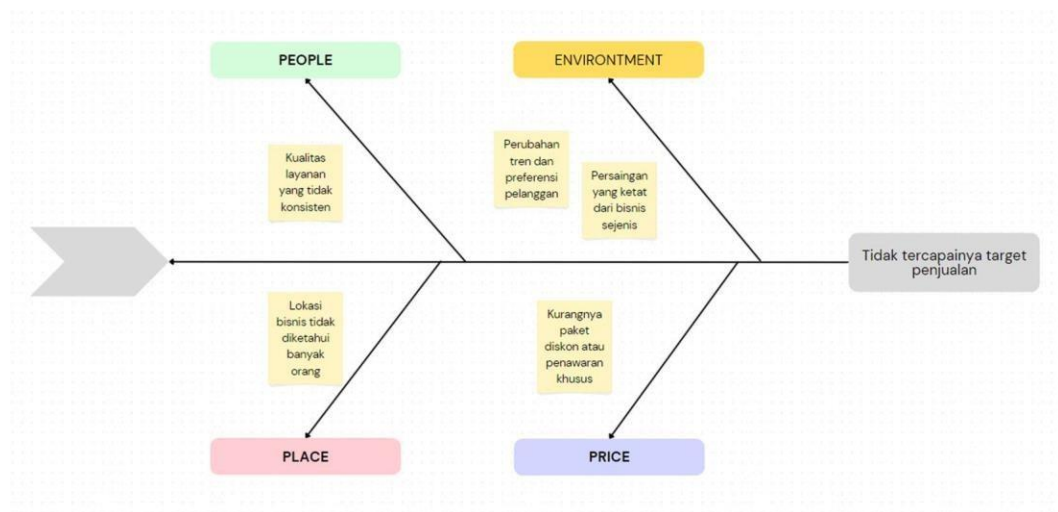 PEOPLE
ENVIRONTMENT
Kualitas
layanan
yang tidak
konsisten
Perubahan
tren dan
preferensi
pelanggan
Persaingan
yang ketat
dari bisnis
sejenis
Tidak tercapainya target
penjualan
Lokasi
bisnis tidak
diketahui
banyak
orang
Kurangnya
paket
diskon atau
penawaran
khusus
PLACE
PRICE